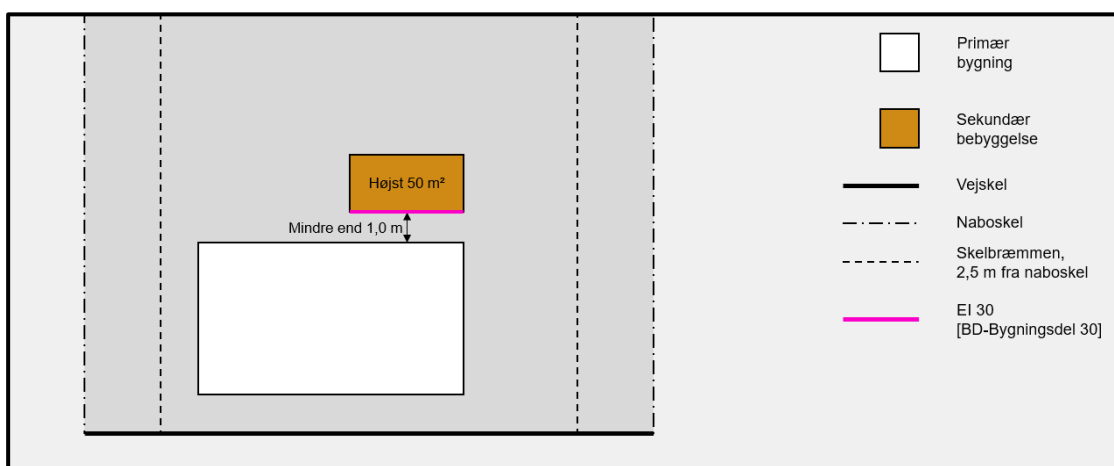 Højst 50 m²
Mindre end 1,0 m
Primær
bygning
Sekundær
bebyggelse
Vejskel
Naboskel
Skelbræmmen,
2,5 m fra naboskel
EI 30
[BD-Bygningsdel 30]